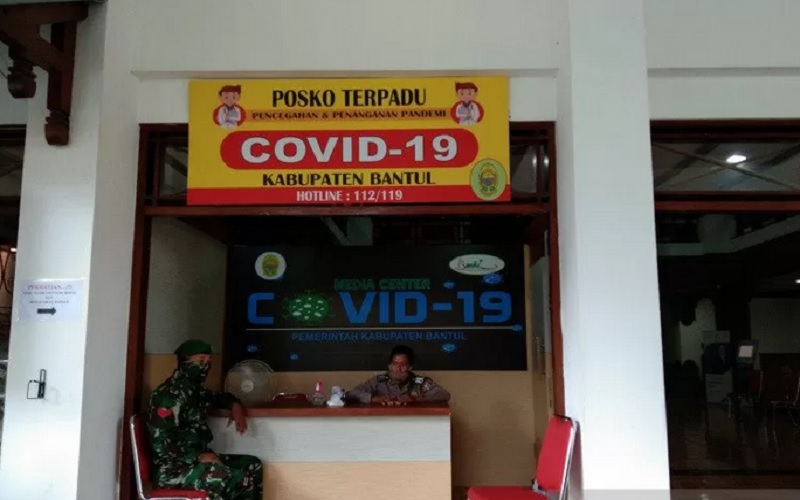 POSKO TERPADU
PENCEGAHAN & PENANGANAN PANDEMI
COVID-19
KABUPATEN BANTUL
HOTLINE : 112/119
MEDIA CENTER
COVID-19
PEMERINTAH KABUPATEN BANTUL